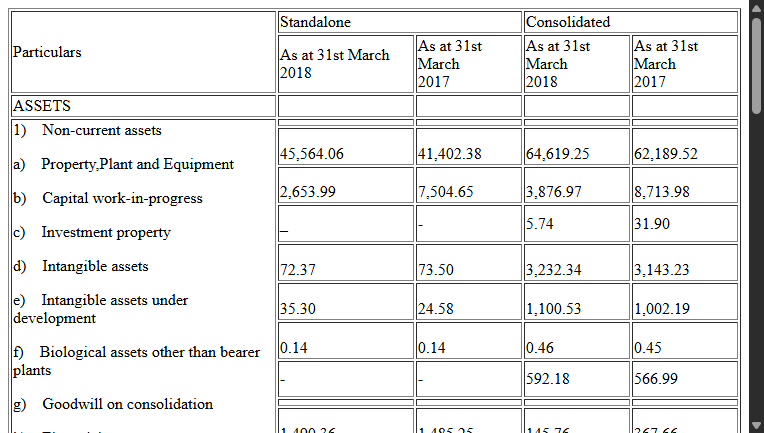 Particulars
Standalone
Consolidated
As at 31st March
2018
As at 31st
March
2017
As at 31st
March
2018
As at 31st
March
2017
ASSETS
1) Non-current assets
a) Property,Plant and Equipment
b) Capital work-in-progress
c) Investment property
d) Intangible assets
e) Intangible assets under
development
f) Biological assets other than bearer
plants
g) Goodwill on consolidation
45,564.06 41,402.38 64,619.25 62,189.52
2,653.99 7,504.65 3,876.97 8,713.98
– - 5.74 31.90
72.37 73.50 3,232.34 3,143.23
35.30 24.58 1,100.53 1,002.19
0.14 0.14 0.46 0.45
- - 592.18 566.99